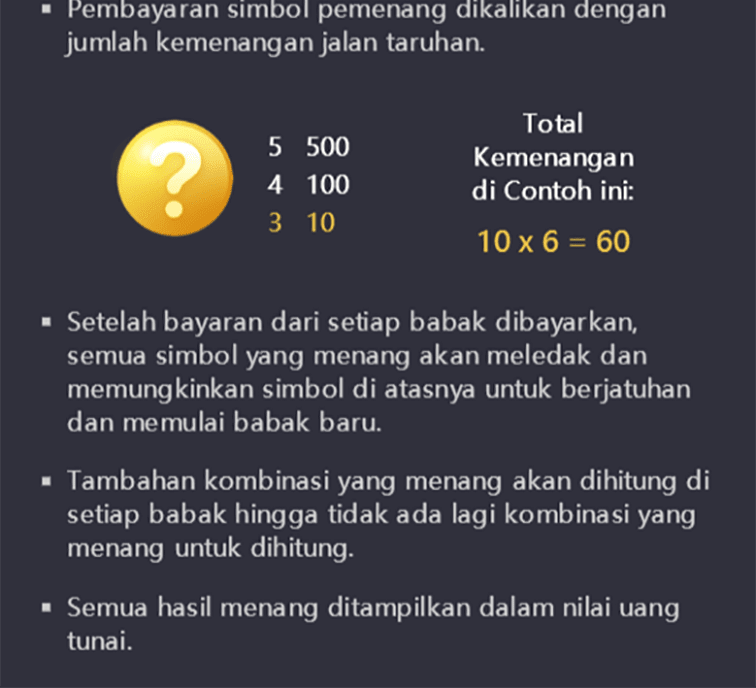 ▪ Pembayaran simbol pemenang dikalikan dengan
jumlah kemenangan jalan taruhan.
?
5 500
4 100
3 10
Total
Kemenangan
di Contoh ini:
10 x 6 = 60
▪ Setelah bayaran dari setiap babak dibayarkan,
semua simbol yang menang akan meledak dan
memungkinkan simbol di atasnya untuk berjatuhan
dan memulai babak baru.
▪ Tambahan kombinasi yang menang akan dihitung di
setiap babak hingga tidak ada lagi kombinasi yang
menang untuk dihitung.
▪ Semua hasil menang ditampilkan dalam nilai uang
tunai.